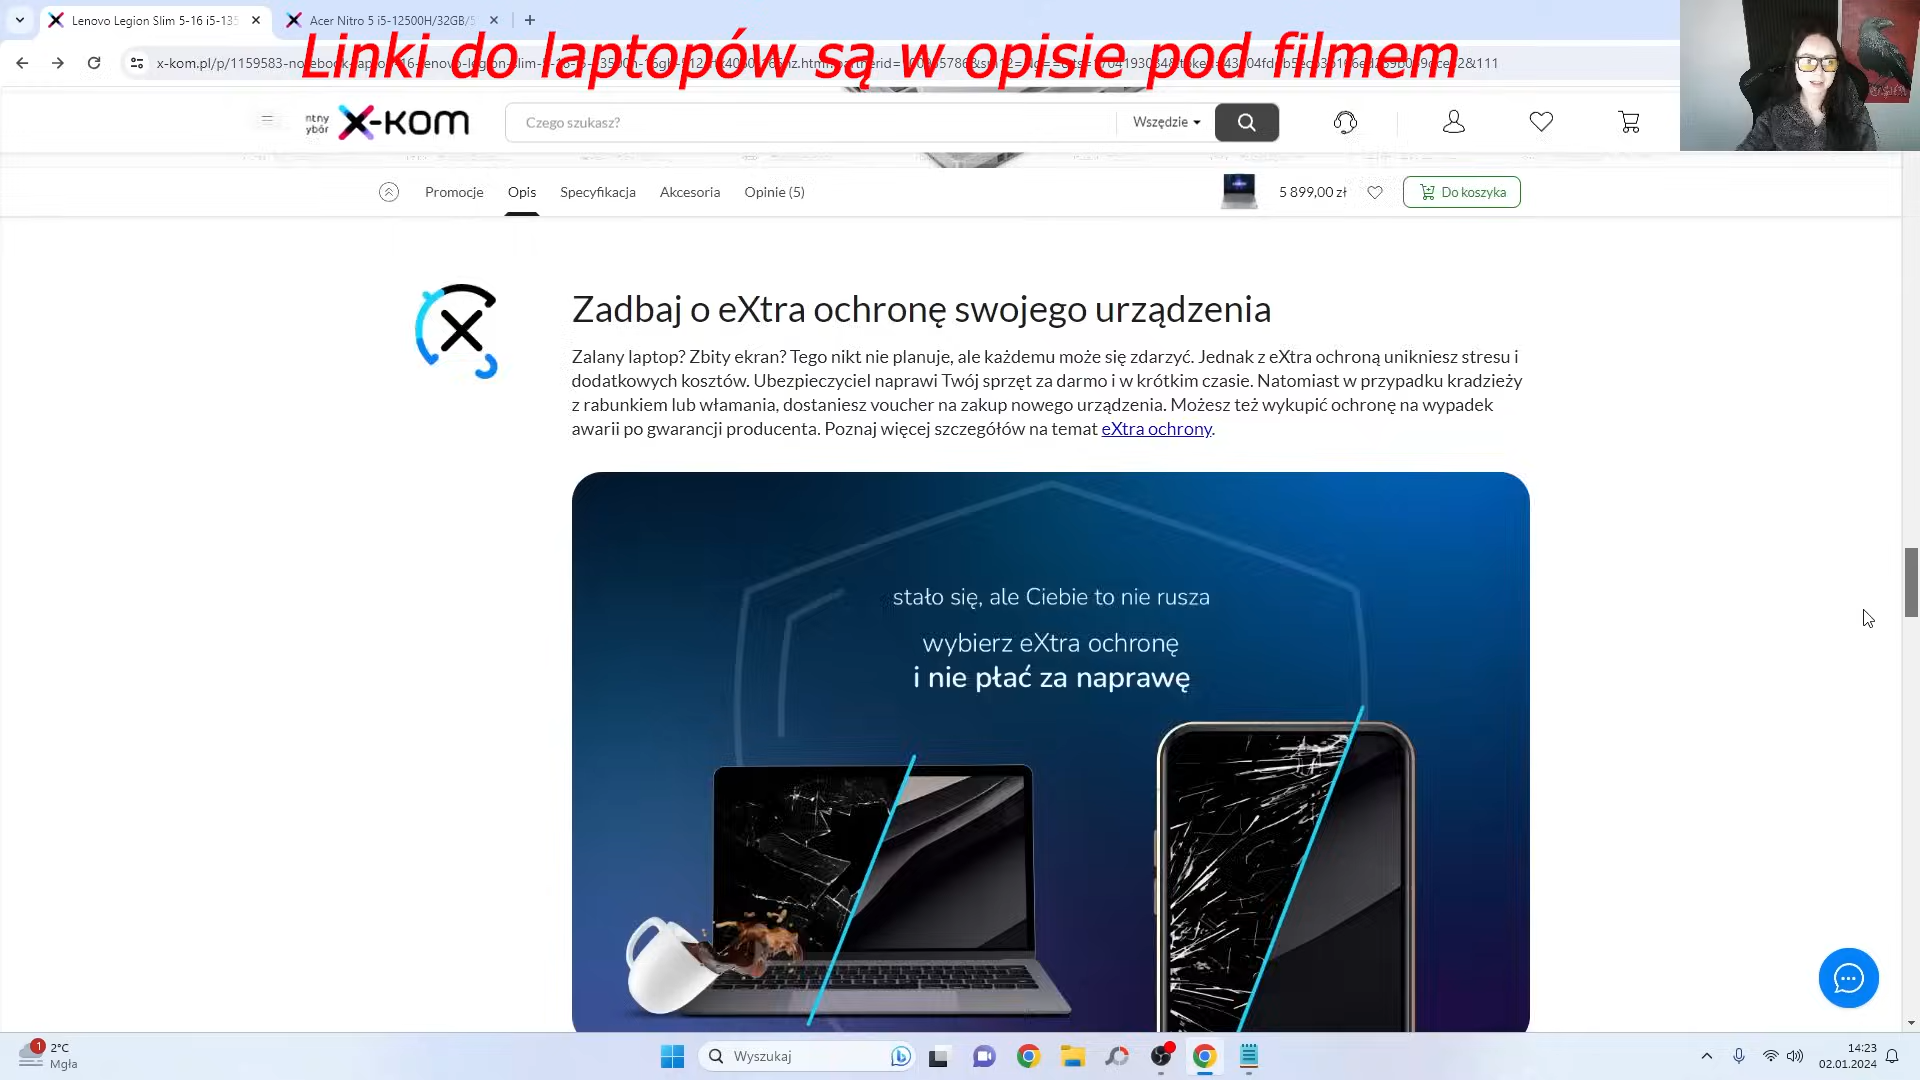 Lenovo Legion Slim 5-16 i5-135
Acer Nitro 5 i5-12500H/32GB/5
Linki do laptopów są w opisie pod filmem
ntny
ybór
x-kom
Czego szukasz?
Wszędzie
Promocje
Opis
Specyfikacja
Akcesoria
Opinie (5)
5 899,00 zł
Do koszyka
Zadbaj o eXtra ochronę swojego urządzenia
Zalany laptop? Zbity ekran? Tego nikt nie planuje, ale każdemu może się zdarzyć. Jednak z eXtra ochroną unikniesz stresu i
dodatkowych kosztów. Ubezpieczyciel naprawi Twój sprzęt za darmo i w krótkim czasie. Natomiast w przypadku kradzieży
z rabunkiem lub włamania, dostaniesz voucher na zakup nowego urządzenia. Możesz też wykupić ochronę na wypadek
awarii po gwarancji producenta. Poznaj więcej szczegółów na temat eXtra ochrony.
stało się, ale Ciebie to nie rusza
wybierz eXtra ochronę
i nie płać za naprawę
1
2°C
Mgła
Wyszukaj
14:23
02.01.2024